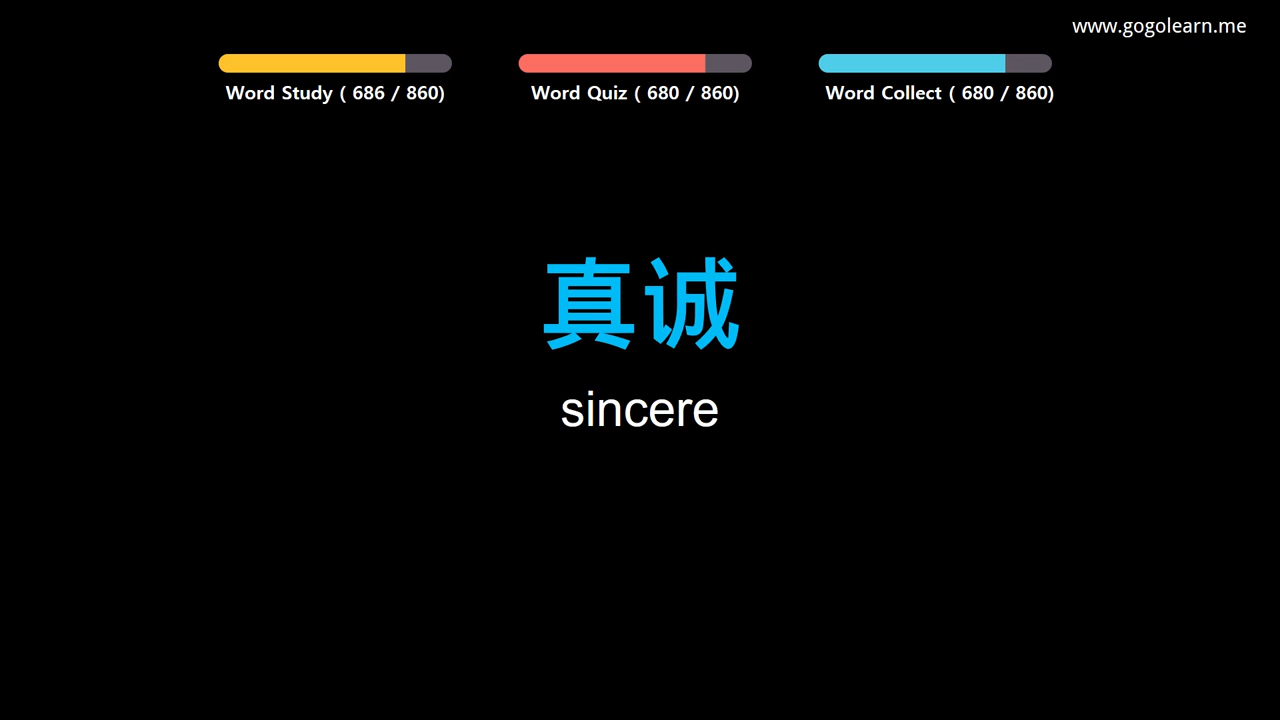 www.gogolearn.me
Word Study ( 686 / 860)
Word Quiz ( 680 / 860)
Word Collect ( 680 / 860)
真诚
sincere